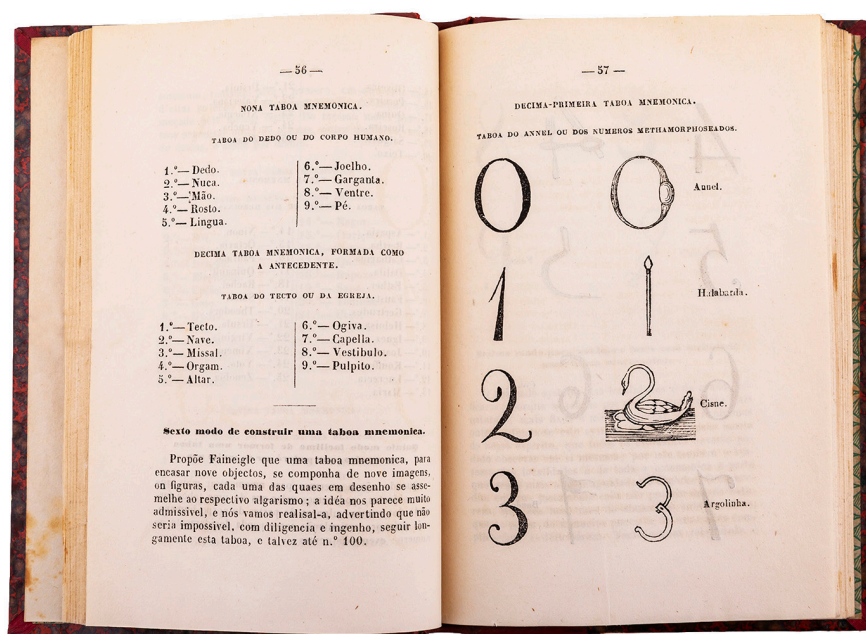 — 56 —
NONA TABOA MNEMONICA.
TABOA DO DEDO OU DO CORPO HUMANO.
1.º— Dedo.
2.º— Nuca.
3.º— Mão.
4.º— Rosto.
5.º— Lingua.
6.º— Joelho.
7.º— Garganta.
8.º— Ventre.
9.º— Pé.
DECIMA TABOA MNEMONICA, FORMADA COMO
A ANTECEDENTE.
TABOA DO TECTO OU DA EGREJA.
1.º— Tecto.
2.º— Nave.
3.º— Missal.
4.º— Orgam.
5.º— Altar.
6.º— Ogiva.
7.º— Capella.
8.º— Vestibulo.
9.º— Pulpito.
Sexto modo de construir uma taboa mnemonica.
Propõe Faineigle que uma taboa mnemonica, para
encasar nove objectos, se componha de nove imagens,
on figuras, cada uma das quaes em desenho se asse-
melhe ao respectivo algarismo ; a idéa nos parece muito
admissivel, e nós vamos realisal-a, advertindo que não
seria impossivel, com diligencia e ingenho, seguir lon-
gamente esta taboa, e talvez até n.º 100.
— 57 —
DECIMA-PRIMEIRA TABOA MNEMONICA.
TABOA DO ANNEL OU DOS NUMEROS METHAMORPHOSEADOS.
0 Annel.
1 Halabarda.
2 Cisne.
3 Argolinha.